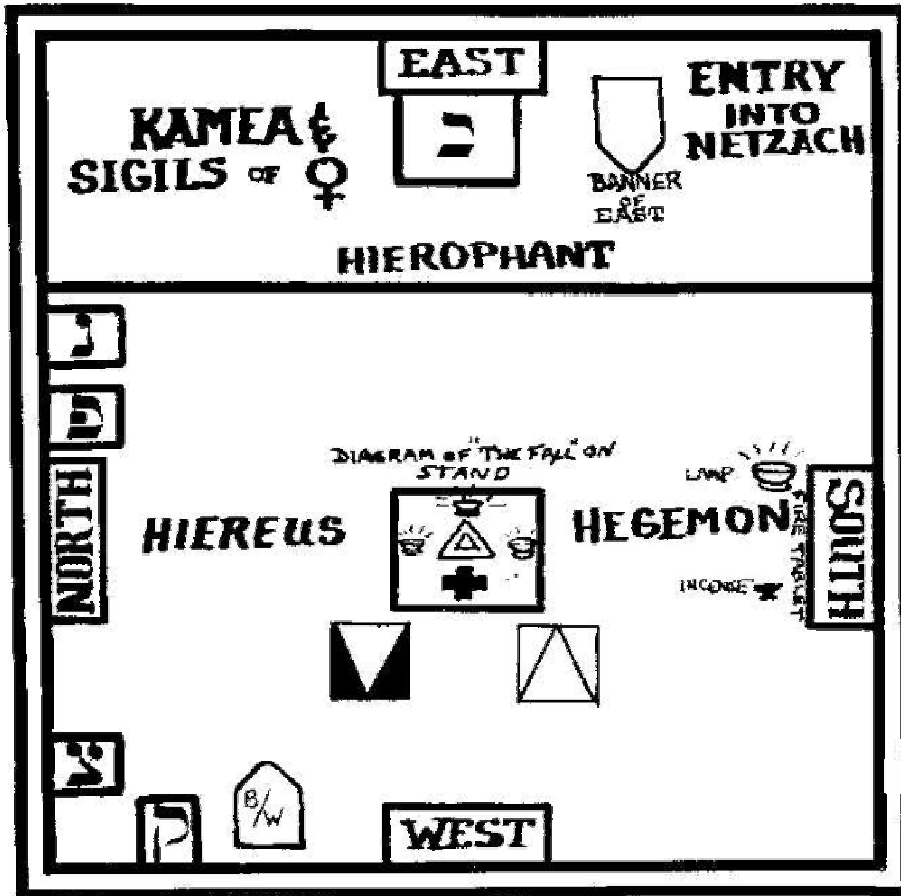 EAST
כ
KAMEA &
SIGILS OF ♀
BANNER
OF
EAST
ENTRY
INTO
NETZACH
HIEROPHANT
DIAGRAM OF "THE FALL" ON
STAND
LAMP
NORTH
HIEREUS
HEGEMON
FIRE TABLET
SOUTH
INCENSE
B/W
ק
WEST